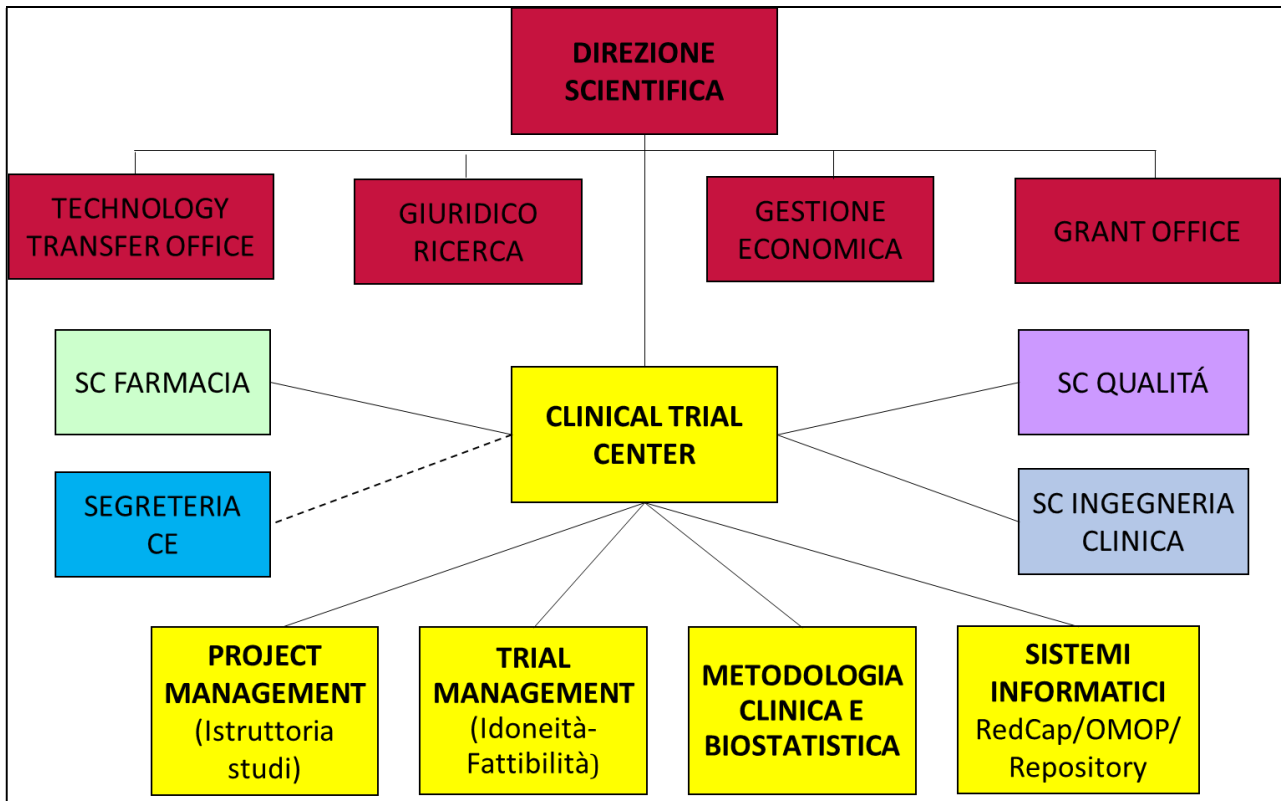 DIREZIONE
SCIENTIFICA
TECHNOLOGY
TRANSFER OFFICE
GIURIDICO
RICERCA
GESTIONE
ECONOMICA
GRANT OFFICE
SC FARMACIA
CLINICAL TRIAL
CENTER
SC QUALITÁ
SEGRETERIA
CE
SC INGEGNERIA
CLINICA
PROJECT
MANAGEMENT
(Istruttoria
studi)
TRIAL
MANAGEMENT
(Idoneità-
Fattibilità)
METODOLOGIA
CLINICA E
BIOSTATISTICA
SISTEMI
INFORMATICI
RedCap/OMOP/
Repository